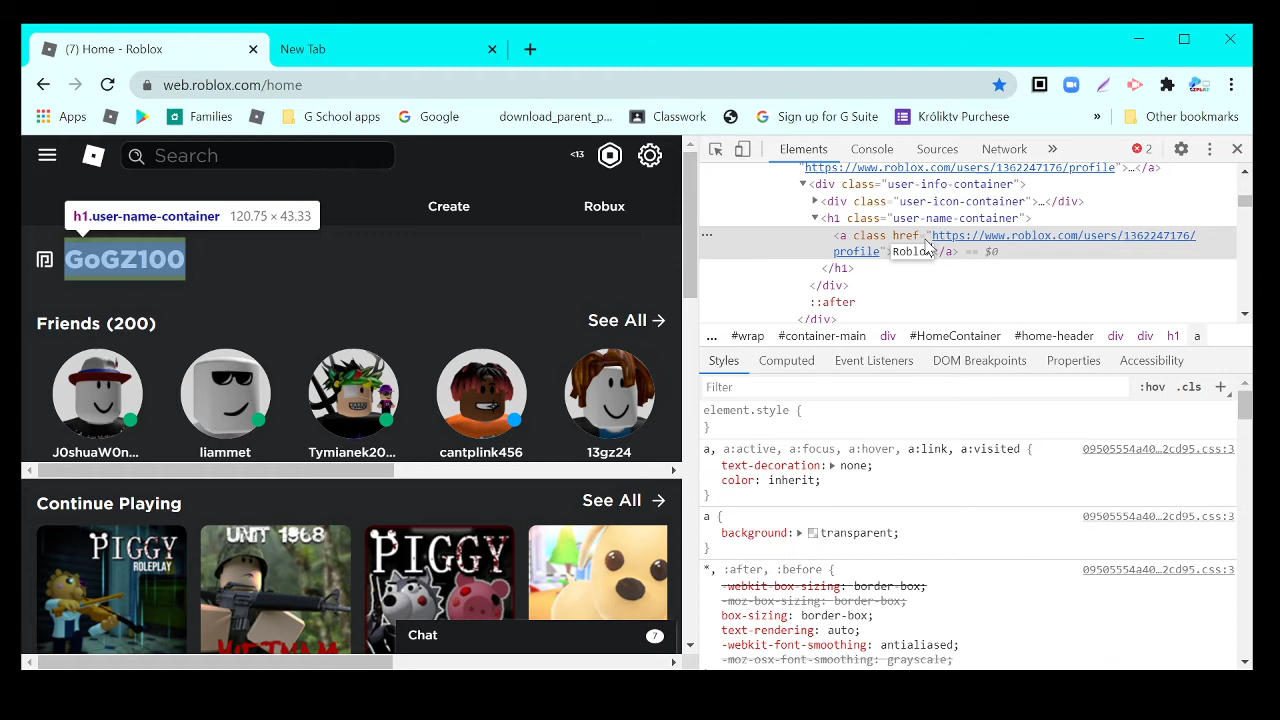 (7) Home - Roblox
New Tab
web.roblox.com/home
Apps
Families
G School apps
Google
download_parent_p...
Classwork
Sign up for G Suite
Króliktv Purchese
»
Other bookmarks
Search
<13
Create
Robux
h1.user-name-container 120.75 × 43.33
GoGZ100
Friends (200)
See All
J0shuaW0n...
liammet
Tymianek20...
cantplink456
13gz24
Continue Playing
See All
PIGGY
ROLEPLAY
UNIT 1968
VIETNAM
PIGGY
Chat
7
Elements
Console
Sources
Network
»
2
"https://www.roblox.com/users/1362247176/profile">…</a>
<div class="user-info-container">
<div class="user-icon-container">…</div>
<h1 class="user-name-container">
<a class href="https://www.roblox.com/users/1362247176/
profile">Roblo</a> == $0
</h1>
</div>
::after
</div>
... #wrap #container-main div #HomeContainer #home-header div div h1 a
Styles Computed Event Listeners DOM Breakpoints Properties Accessibility
Filter
:hov .cls +
element.style {
}
a, a:active, a:focus, a:hover, a:link, a:visited { 09505554a40…2cd95.css:3
text-decoration: none;
color: inherit;
}
a { 09505554a40…2cd95.css:3
background: transparent;
}
*, :after, :before { 09505554a40…2cd95.css:3
-webkit-box-sizing: border-box;
-moz-box-sizing: border-box;
box-sizing: border-box;
text-rendering: auto;
-webkit-font-smoothing: antialiased;
-moz-osx-font-smoothing: grayscale;